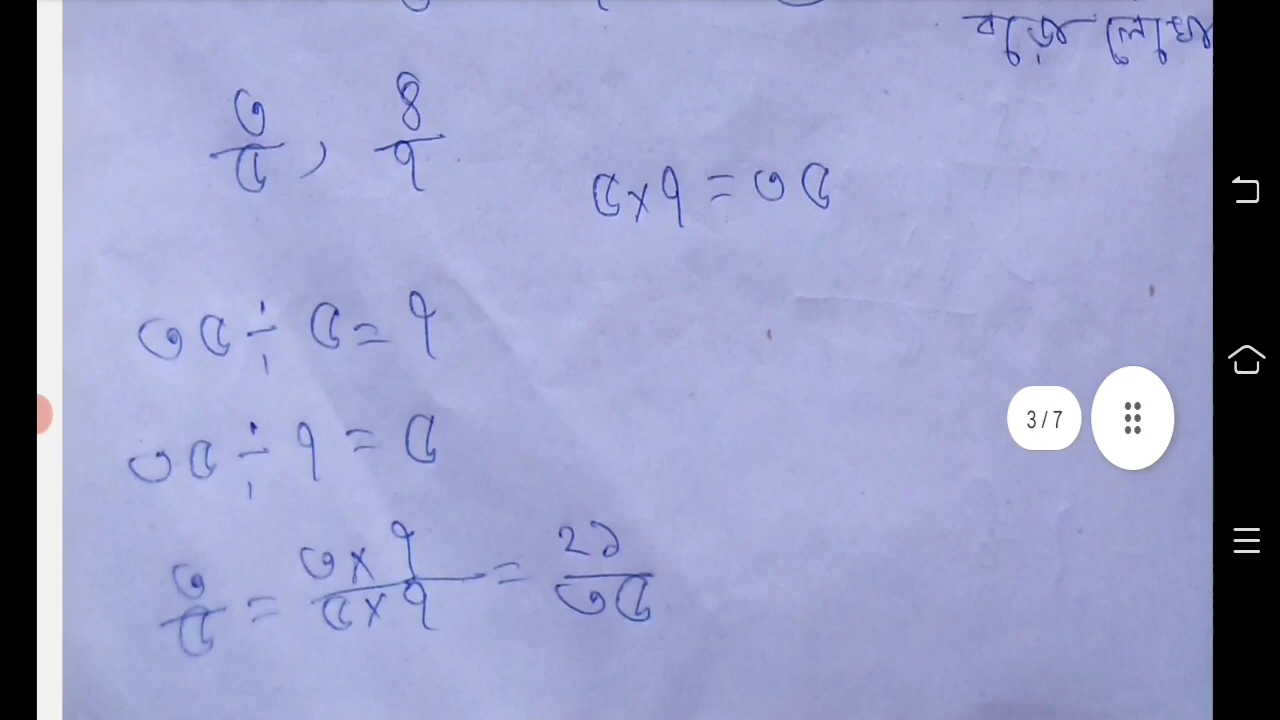 বড়ো লেখো
৩/৫, ৪/৭
৫×৭=৩৫
৩৫÷৫=৭
৩৫÷৭=৫
৩/৫ = ৩×৭/৫×৭ = ২১/৩৫
3/7